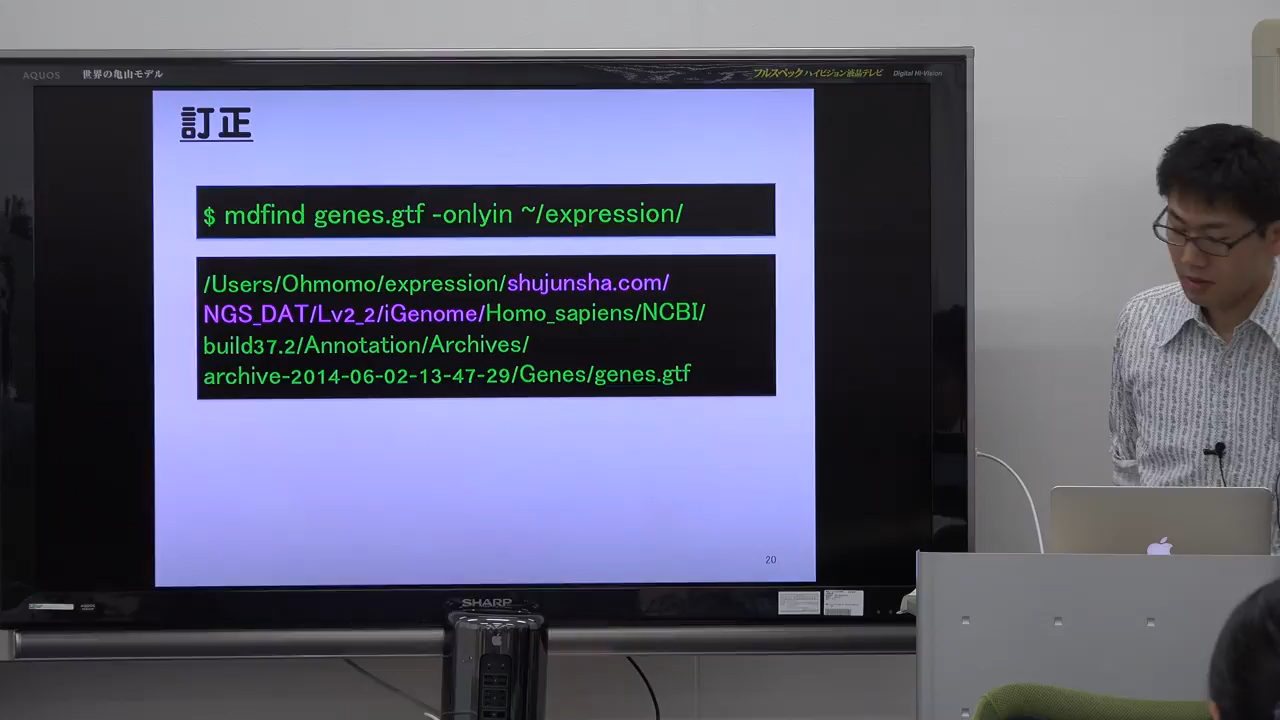 AQUOS 世界の亀山モデル フルスペックハイビジョン液晶テレビ Digital Hi-Vision
訂正
$ mdfind genes.gtf -onlyin ~/expression/
/Users/Ohmomo/expression/shujunsha.com/
NGS_DAT/Lv2_2/iGenome/Homo_sapiens/NCBI/
build37.2/Annotation/Archives/
archive-2014-06-02-13-47-29/Genes/genes.gtf
20
SHARP